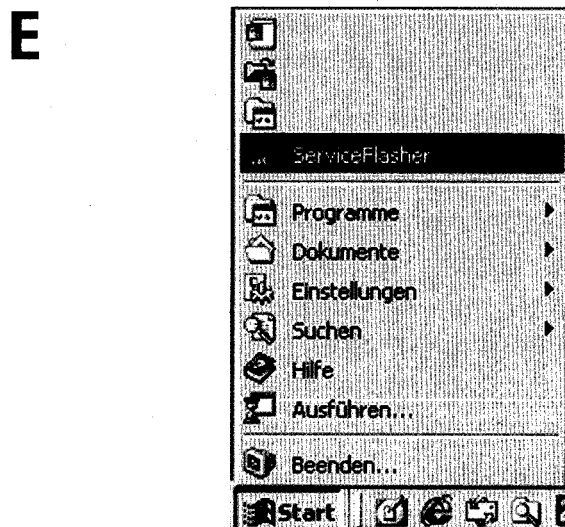 E
ServiceFlasher
Programme
Dokumente
Einstellungen
Suchen
Hilfe
Ausführen...
Beenden...
Start